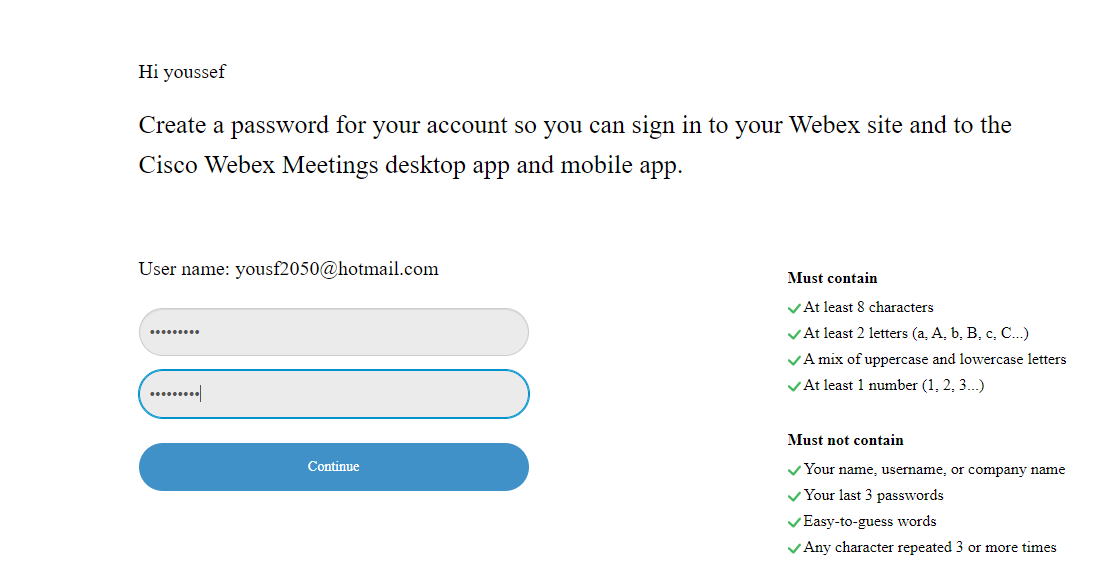 Hi youssef
Create a password for your account so you can sign in to your Webex site and to the
Cisco Webex Meetings desktop app and mobile app.
User name: yousf2050@hotmail.com
•••••••••
•••••••••
Continue
Must contain
At least 8 characters
At least 2 letters (a, A, b, B, c, C...)
A mix of uppercase and lowercase letters
At least 1 number (1, 2, 3...)
Must not contain
Your name, username, or company name
Your last 3 passwords
Easy-to-guess words
Any character repeated 3 or more times